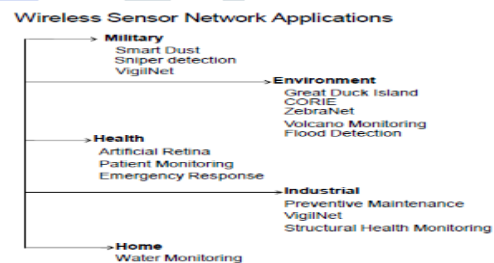 Wireless Sensor Network Applications
Military
Smart Dust
Sniper detection
VigilNet
Environment
Great Duck Island
CORIE
ZebraNet
Volcano Monitoring
Flood Detection
Health
Artificial Retina
Patient Monitoring
Emergency Response
Industrial
Preventive Maintenance
VigilNet
Structural Health Monitoring
Home
Water Monitoring